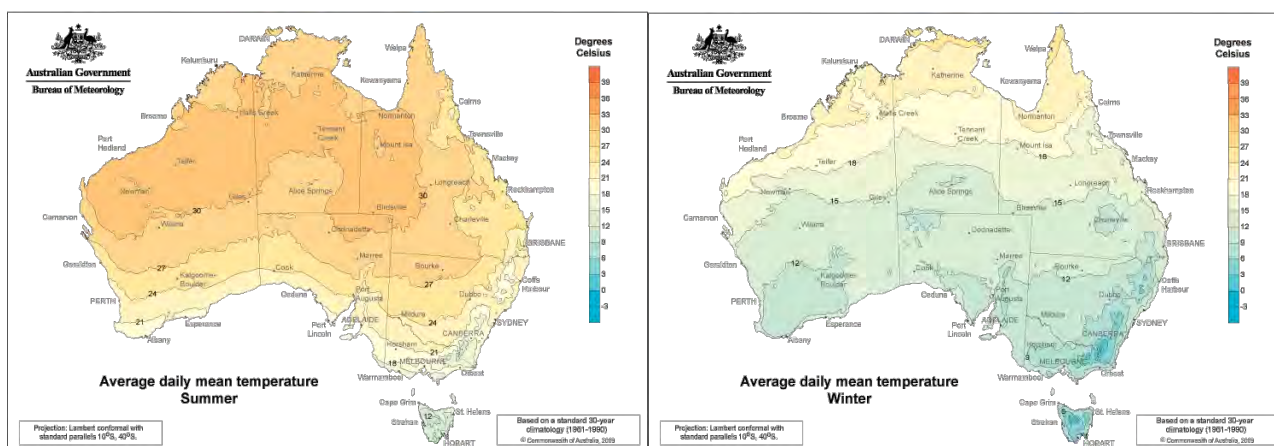 Australian Government
Bureau of Meteorology
Degrees
Celsius
39
36
33
30
27
24
21
18
15
12
9
6
3
0
-3
DARWIN
Kalumburu
Katherine
Weipa
Kowanyama
Cairns
Halls Creek
Broome
Normanton
Townsville
Port
Hedland
Tennant
Creek
Mount Isa
Mackay
Telfer
Newman
Longreach
Rockhampton
Alice Springs
30
Giles
30
Birdsville
Carnarvon
Wiluna
Charleville
Oodnadatta
BRISBANE
Geraldton
27
Marree
Bourke
Coffs
Harbour
Kalgoorlie-
Boulder
Cook
27
24
Dubbo
PERTH
Ceduna
Port
Augusta
21
Esperance
Mildura
24
SYDNEY
Albany
Port
Lincoln
ADELAIDE
CANBERRA
Horsham
21
18
MELBOURNE
Orbost
Warrnambool
Average daily mean temperature
Summer
Cape Grim
St. Helens
12
Strahan
HOBART
Projection: Lambert conformal with
standard parallels 10°S, 40°S.
Based on a standard 30-year
climatology (1961-1990)
© Commonwealth of Australia, 2009
Australian Government
Bureau of Meteorology
Degrees
Celsius
39
36
33
30
27
24
21
18
15
12
9
6
3
0
-3
DARWIN
Kalumburu
Katherine
Weipa
Kowanyama
Cairns
Halls Creek
Broome
Normanton
Townsville
Port
Hedland
Tennant
Creek
Mount Isa
18
18
Mackay
Telfer
Newman
Longreach
Rockhampton
Alice Springs
15
Giles
15
Birdsville
Carnarvon
Wiluna
Charleville
Oodnadatta
BRISBANE
Geraldton
12
Marree
Bourke
12
Coffs
Harbour
Kalgoorlie-
Boulder
Cook
Dubbo
PERTH
Ceduna
Port
Augusta
Esperance
Mildura
SYDNEY
Albany
Port
Lincoln
ADELAIDE
CANBERRA
Horsham
9
MELBOURNE
Orbost
Warrnambool
Average daily mean temperature
Winter
Cape Grim
St. Helens
Strahan
HOBART
Projection: Lambert conformal with
standard parallels 10°S, 40°S.
Based on a standard 30-year
climatology (1961-1990)
© Commonwealth of Australia, 2009